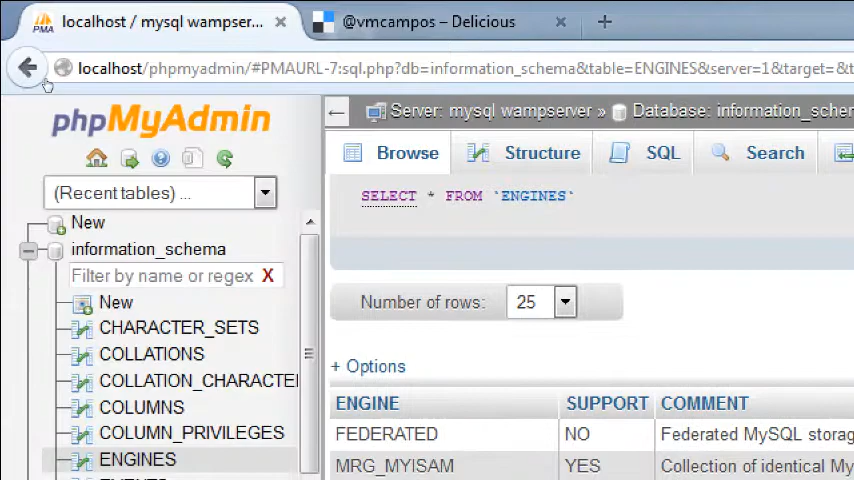 localhost / mysql wampser...
@vmcampos – Delicious
localhost/phpmyadmin/#PMAURL-7:sql.php?db=information_schema&table=ENGINES&server=1&target=&t
PMA
phpMyAdmin
Server: mysql wampserver » Database: information_schem
Browse Structure SQL Search
(Recent tables) ...
SELECT * FROM `ENGINES`
New
information_schema
Filter by name or regex X
Number of rows: 25
New
CHARACTER_SETS
COLLATIONS
+ Options
COLLATION_CHARACTE
COLUMNS
ENGINE SUPPORT COMMENT
COLUMN_PRIVILEGES
FEDERATED NO Federated MySQL storag
ENGINES
MRG_MYISAM YES Collection of identical My